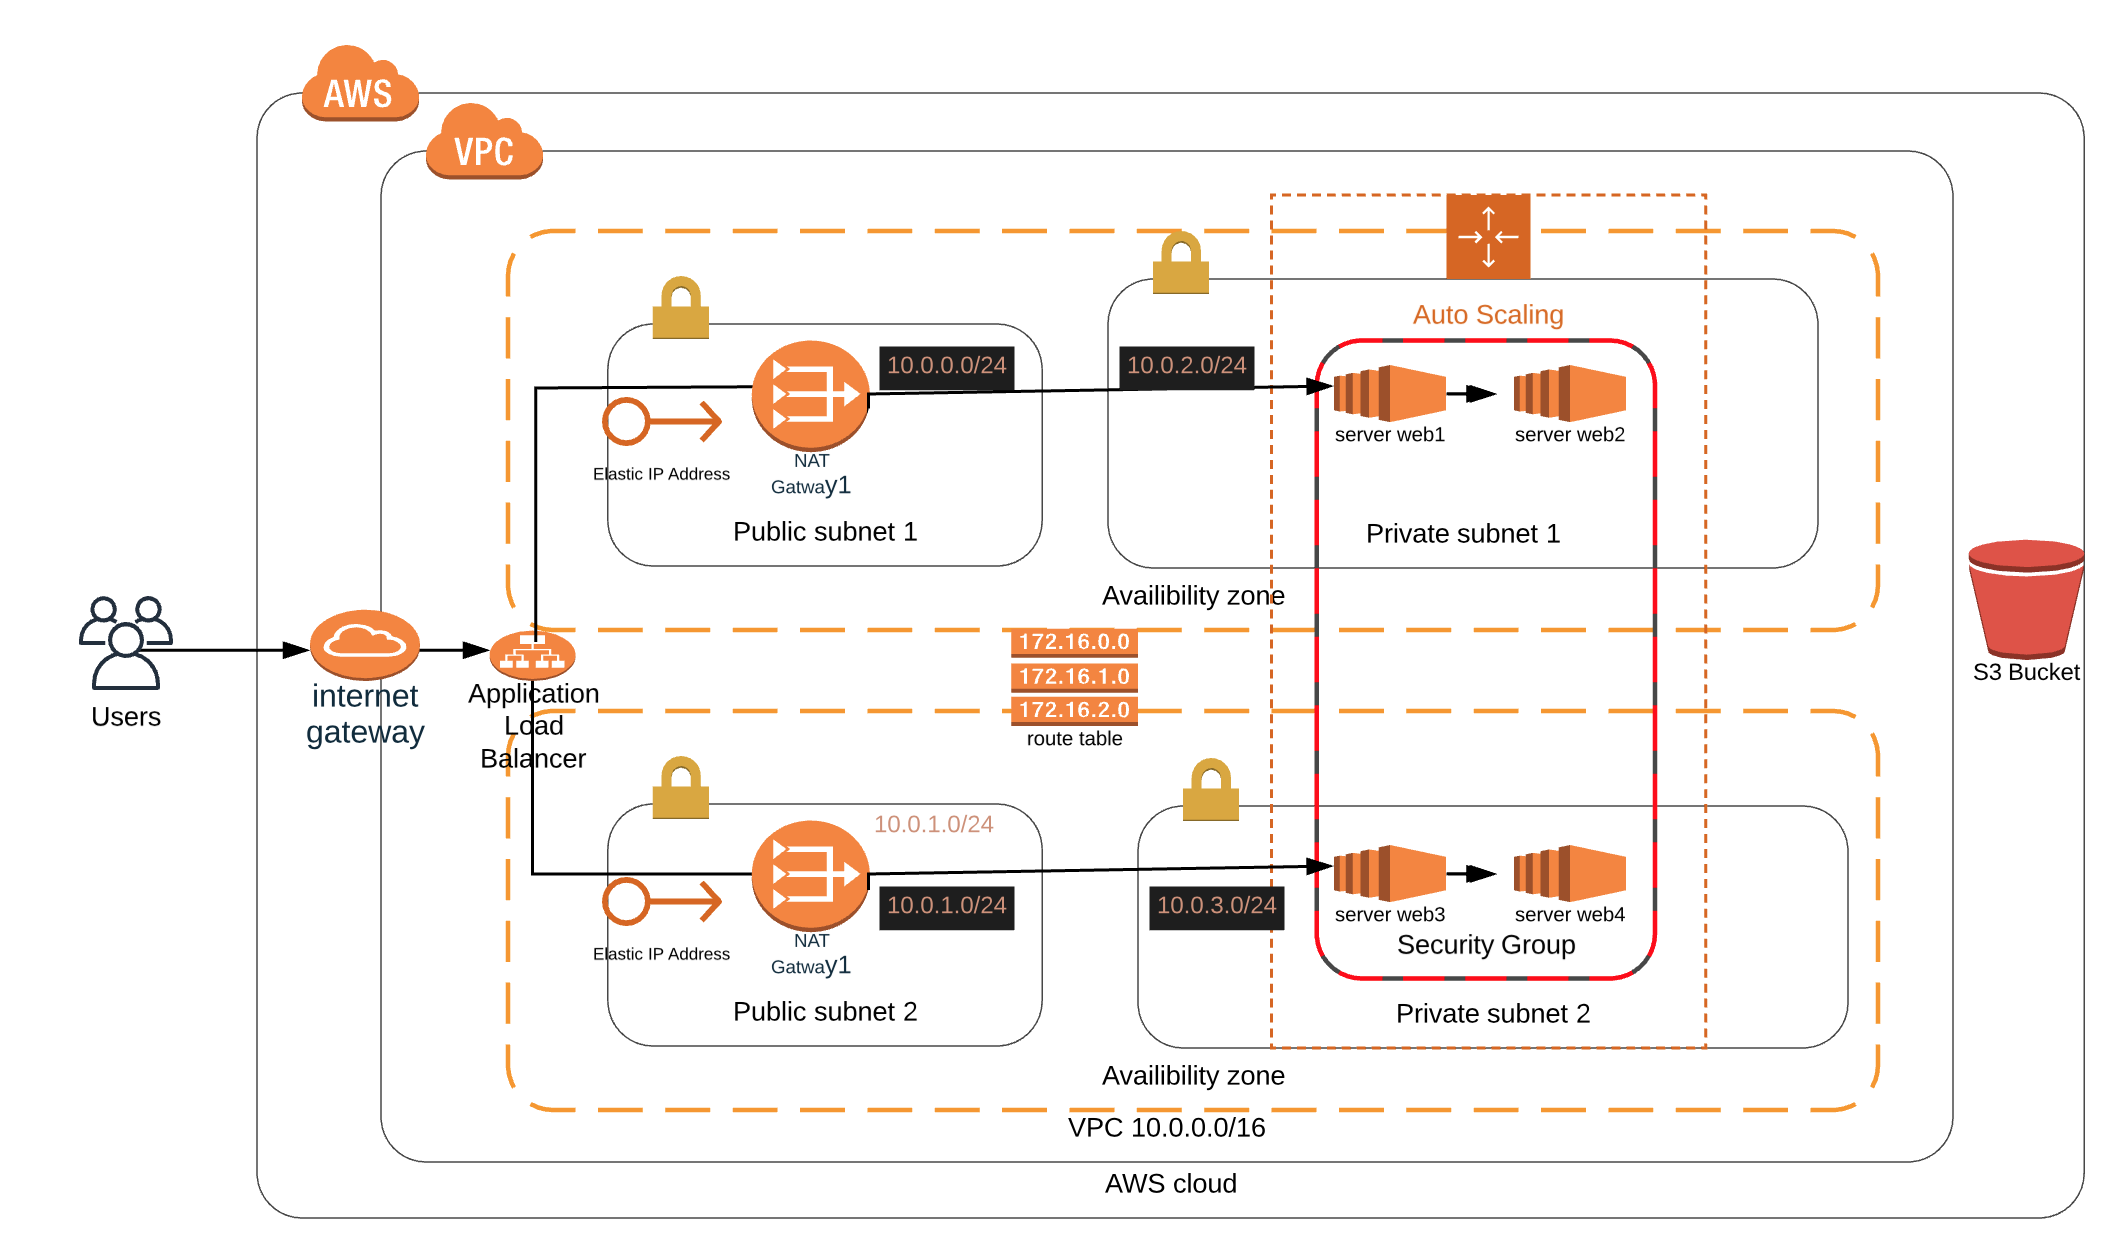 AWS
VPC
Auto Scaling
10.0.0.0/24
10.0.2.0/24
server web1
server web2
Elastic IP Address
NAT
Gatway1
Public subnet 1
Private subnet 1
Availibility zone
172.16.0.0
172.16.1.0
172.16.2.0
route table
Users
internet
gateway
Application
Load
Balancer
S3 Bucket
10.0.1.0/24
10.0.1.0/24
10.0.3.0/24
server web3
server web4
Security Group
Elastic IP Address
NAT
Gatway1
Public subnet 2
Private subnet 2
Availibility zone
VPC 10.0.0.0/16
AWS cloud